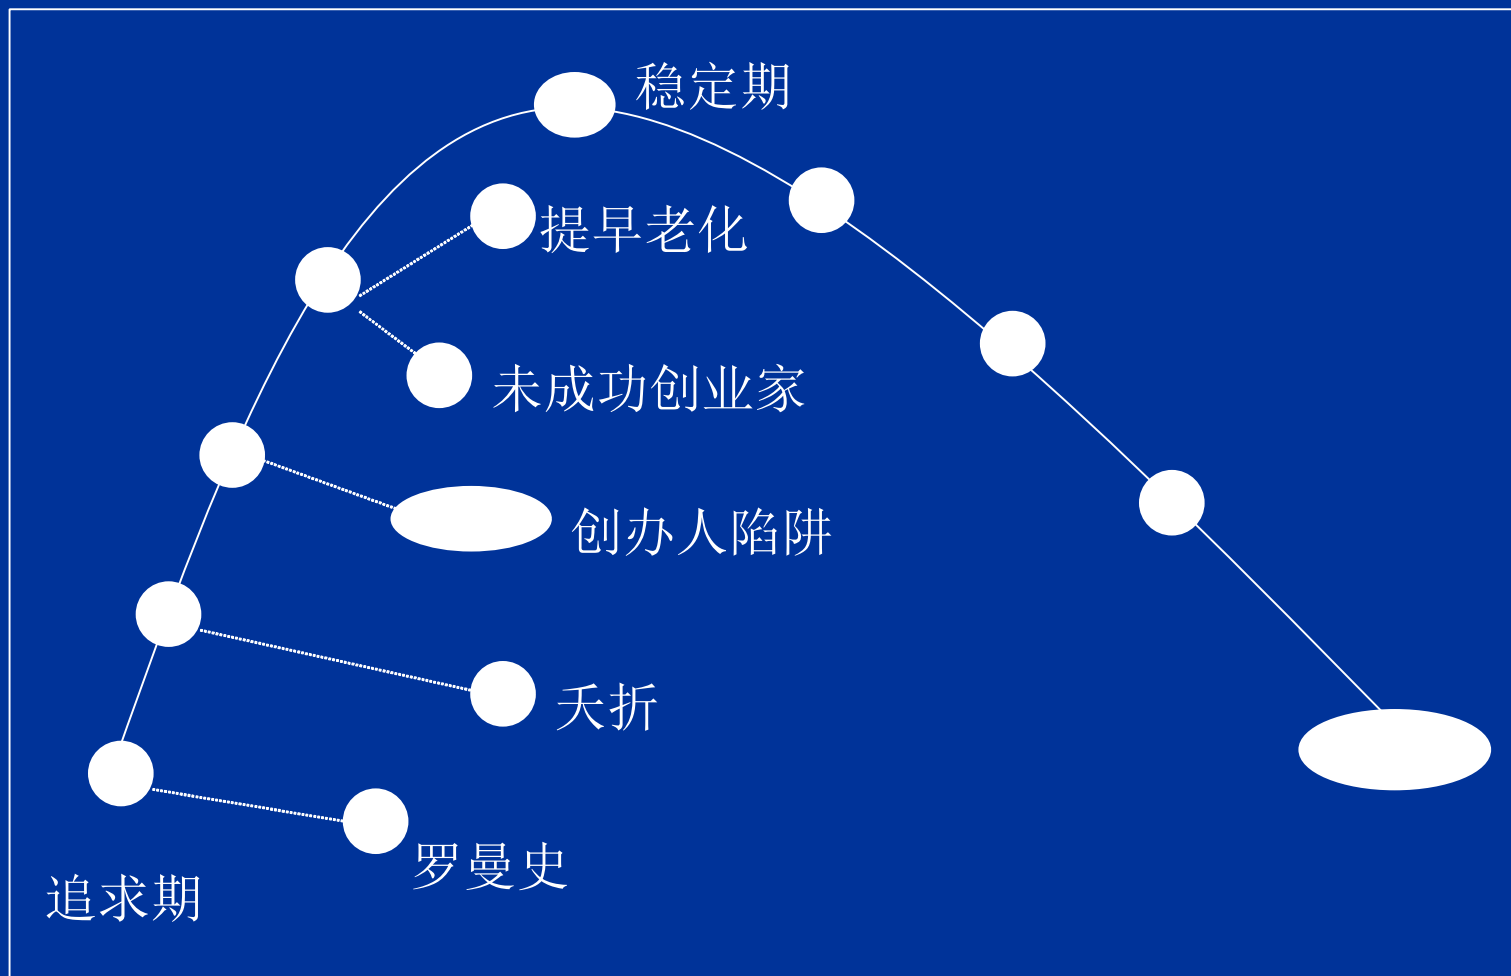 稳定期
提早老化
未成功创业家
创办人陷阱
夭折
罗曼史
追求期